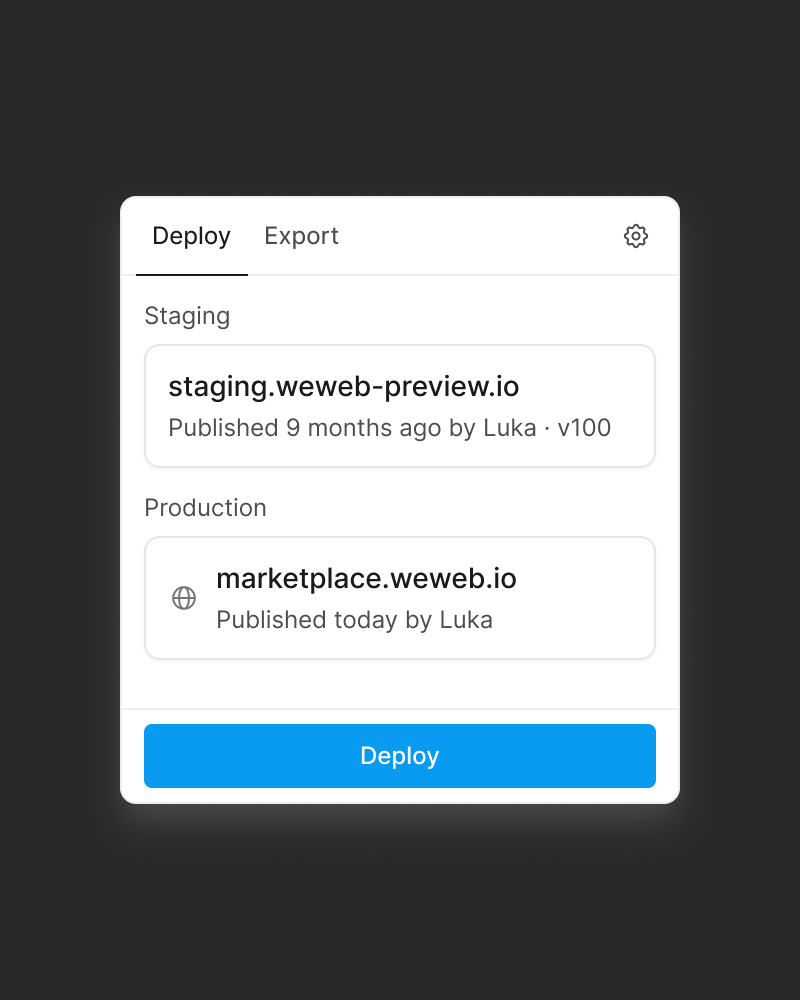 Deploy Export
Staging
staging.weweb-preview.io
Published 9 months ago by Luka · v100
Production
marketplace.weweb.io
Published today by Luka
Deploy